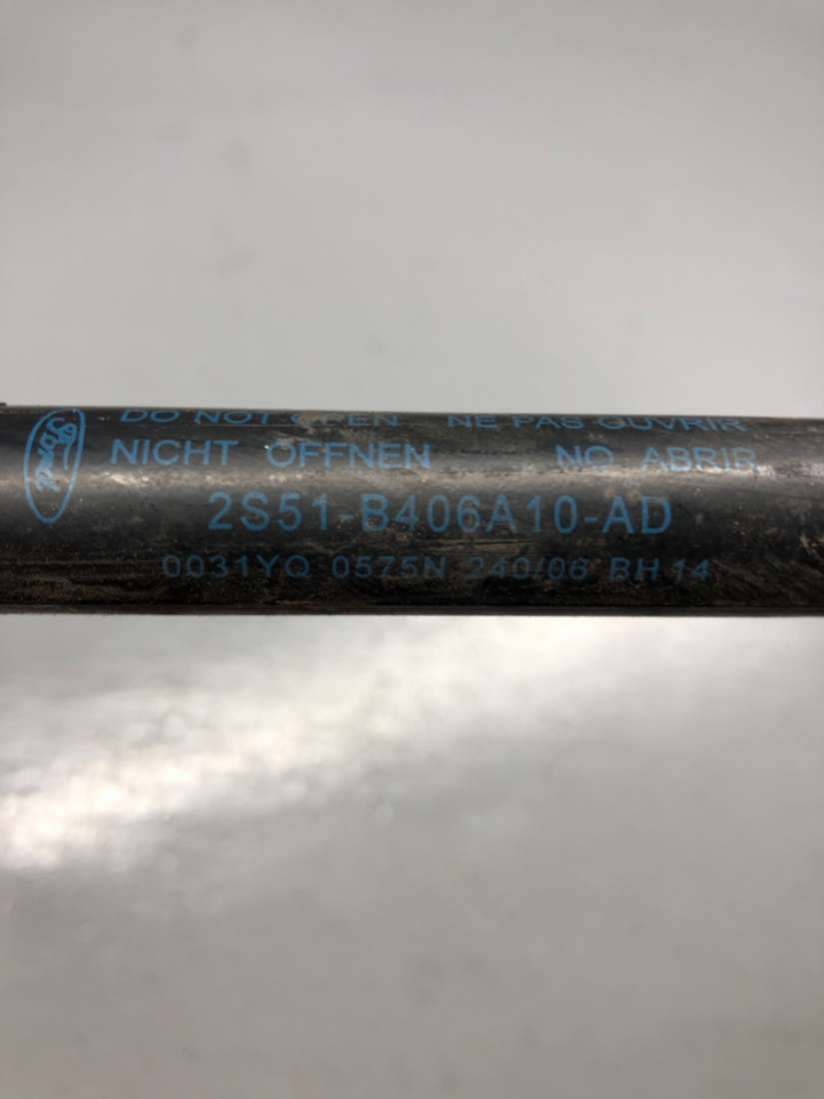 DO NOT OPEN NE PAS OUVRIR
Ford
NICHT ÖFFNEN NO ABRIR
2S51-B406A10-AD
0031YQ 0575N 240/06 BH 14